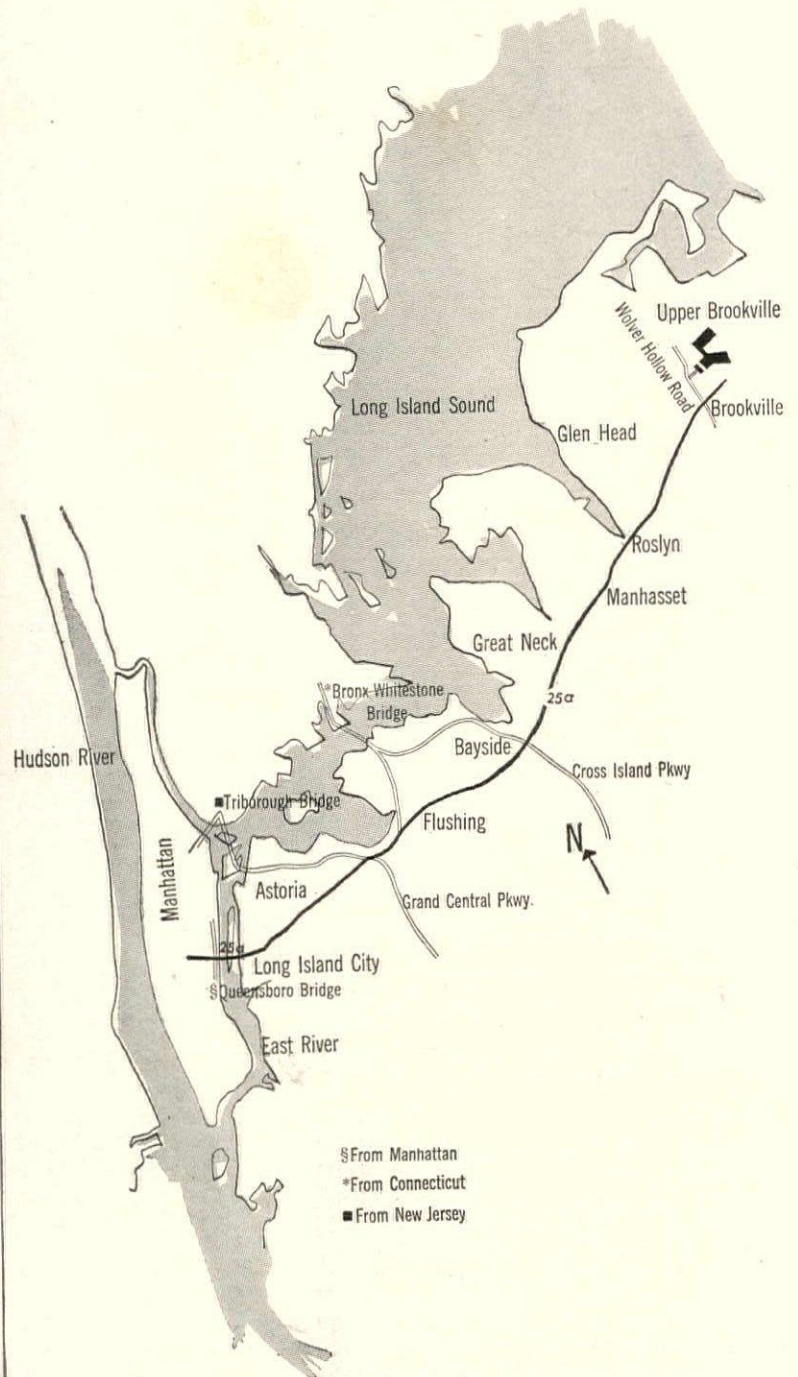 Upper Brookville
Wolver Hollow Road
Brookville
Long Island Sound
Glen Head
Roslyn
Manhasset
Great Neck
*Bronx Whitestone
Bridge
25a
Bayside
Hudson River
Cross Island Pkwy
■Triborough Bridge
Flushing
N
Manhattan
Astoria
Grand Central Pkwy.
25a
Long Island City
§Queensboro Bridge
East River
§From Manhattan
*From Connecticut
■From New Jersey